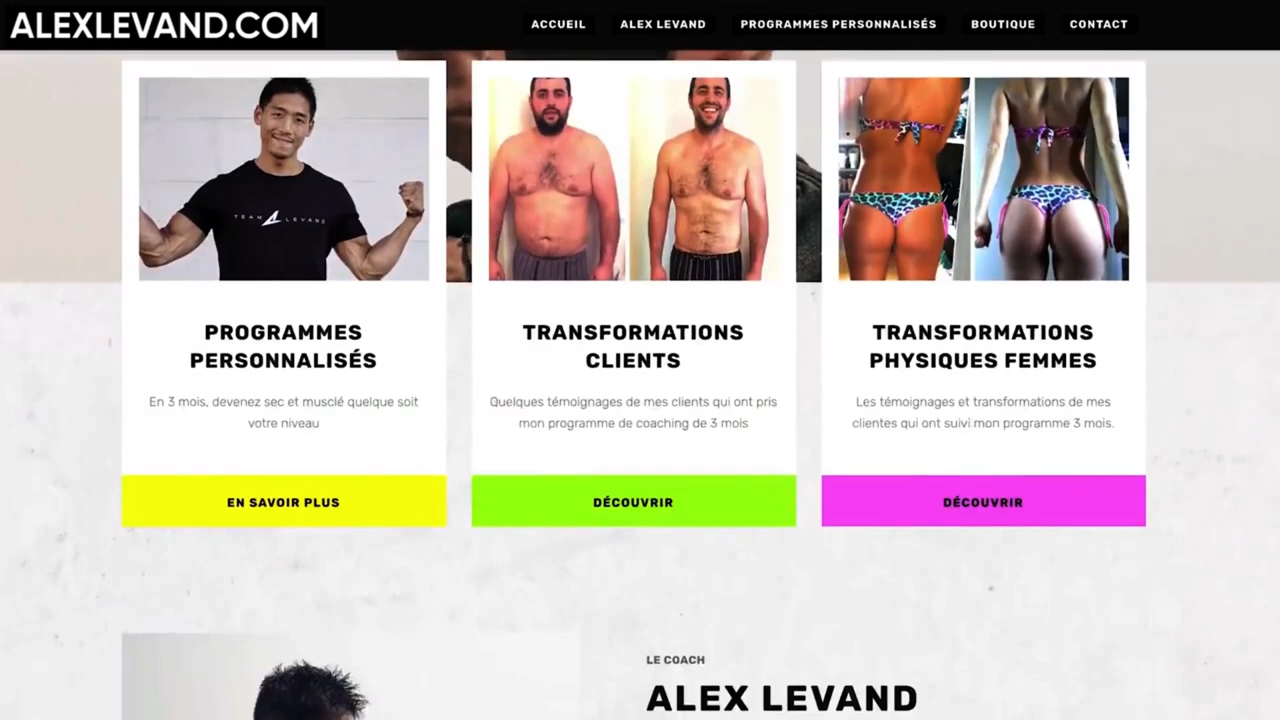 ALEXLEVAND.COM
ACCUEIL
ALEX LEVAND
PROGRAMMES PERSONNALISÉS
BOUTIQUE
CONTACT
TEAM LEVAND
PROGRAMMES
PERSONNALISÉS
En 3 mois, devenez sec et musclé quelque soit
votre niveau
EN SAVOIR PLUS
TRANSFORMATIONS
CLIENTS
Quelques témoignages de mes clients qui ont pris
mon programme de coaching de 3 mois
DÉCOUVRIR
TRANSFORMATIONS
PHYSIQUES FEMMES
Les témoignages et transformations de mes
clientes qui ont suivi mon programme 3 mois.
DÉCOUVRIR
LE COACH
ALEX LEVAND